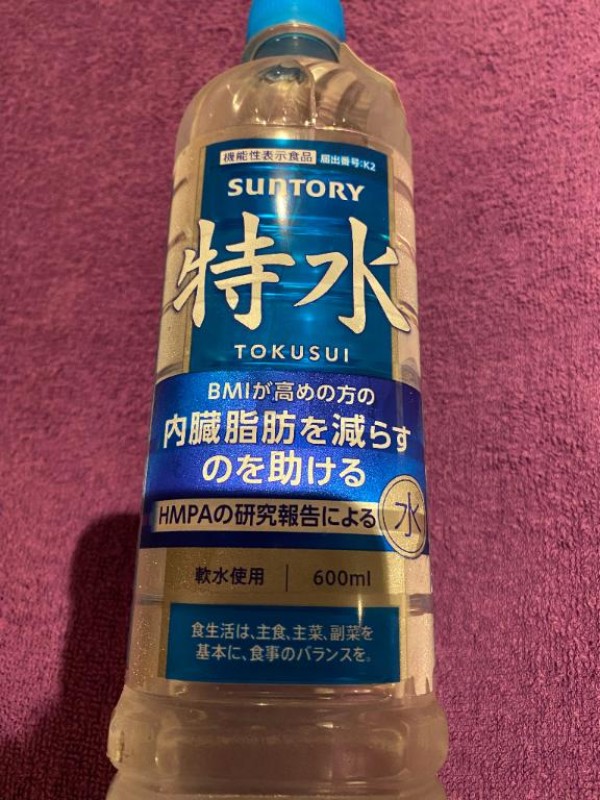 機能性表示食品 届出番号:K2
SUNTORY
特水
TOKUSUI
BMIが高めの方の
内臓脂肪を減らす
のを助ける
HMPAの研究報告による 水
軟水使用 600ml
食生活は、主食、主菜、副菜を
基本に、食事のバランスを。